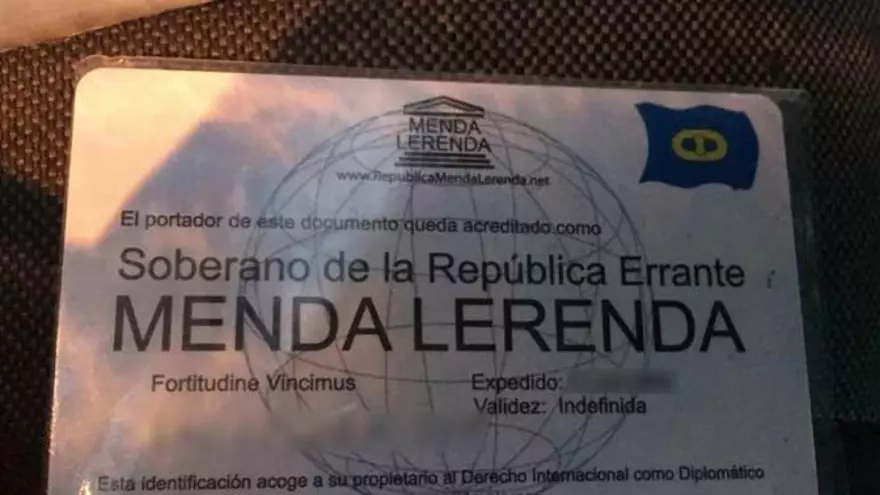 MENDA
LERENDA
www.RepublicaMendaLerenda.net
El portador de este documento queda acreditado como
Soberano de la República Errante
MENDA LERENDA
Fortitudine Vincimus
Expedido:
Validez: Indefinida
Esta identificación acoge a su propietario al Derecho Internacional como Diplomático